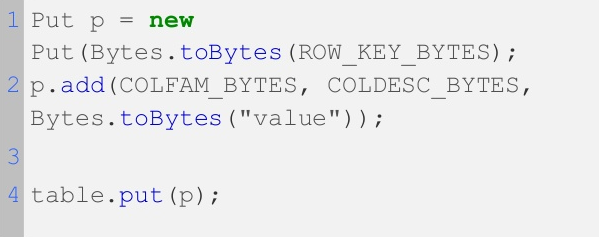 1 Put p = new
Put(Bytes.toBytes(ROW_KEY_BYTES);
2 p.add(COLFAM_BYTES, COLDESC_BYTES,
Bytes.toBytes("value"));
3
4 table.put(p);